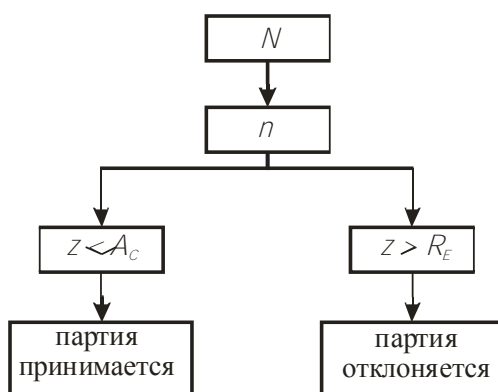 N
n
z < A_C
z > R_E
партия
принимается
партия
отклоняется